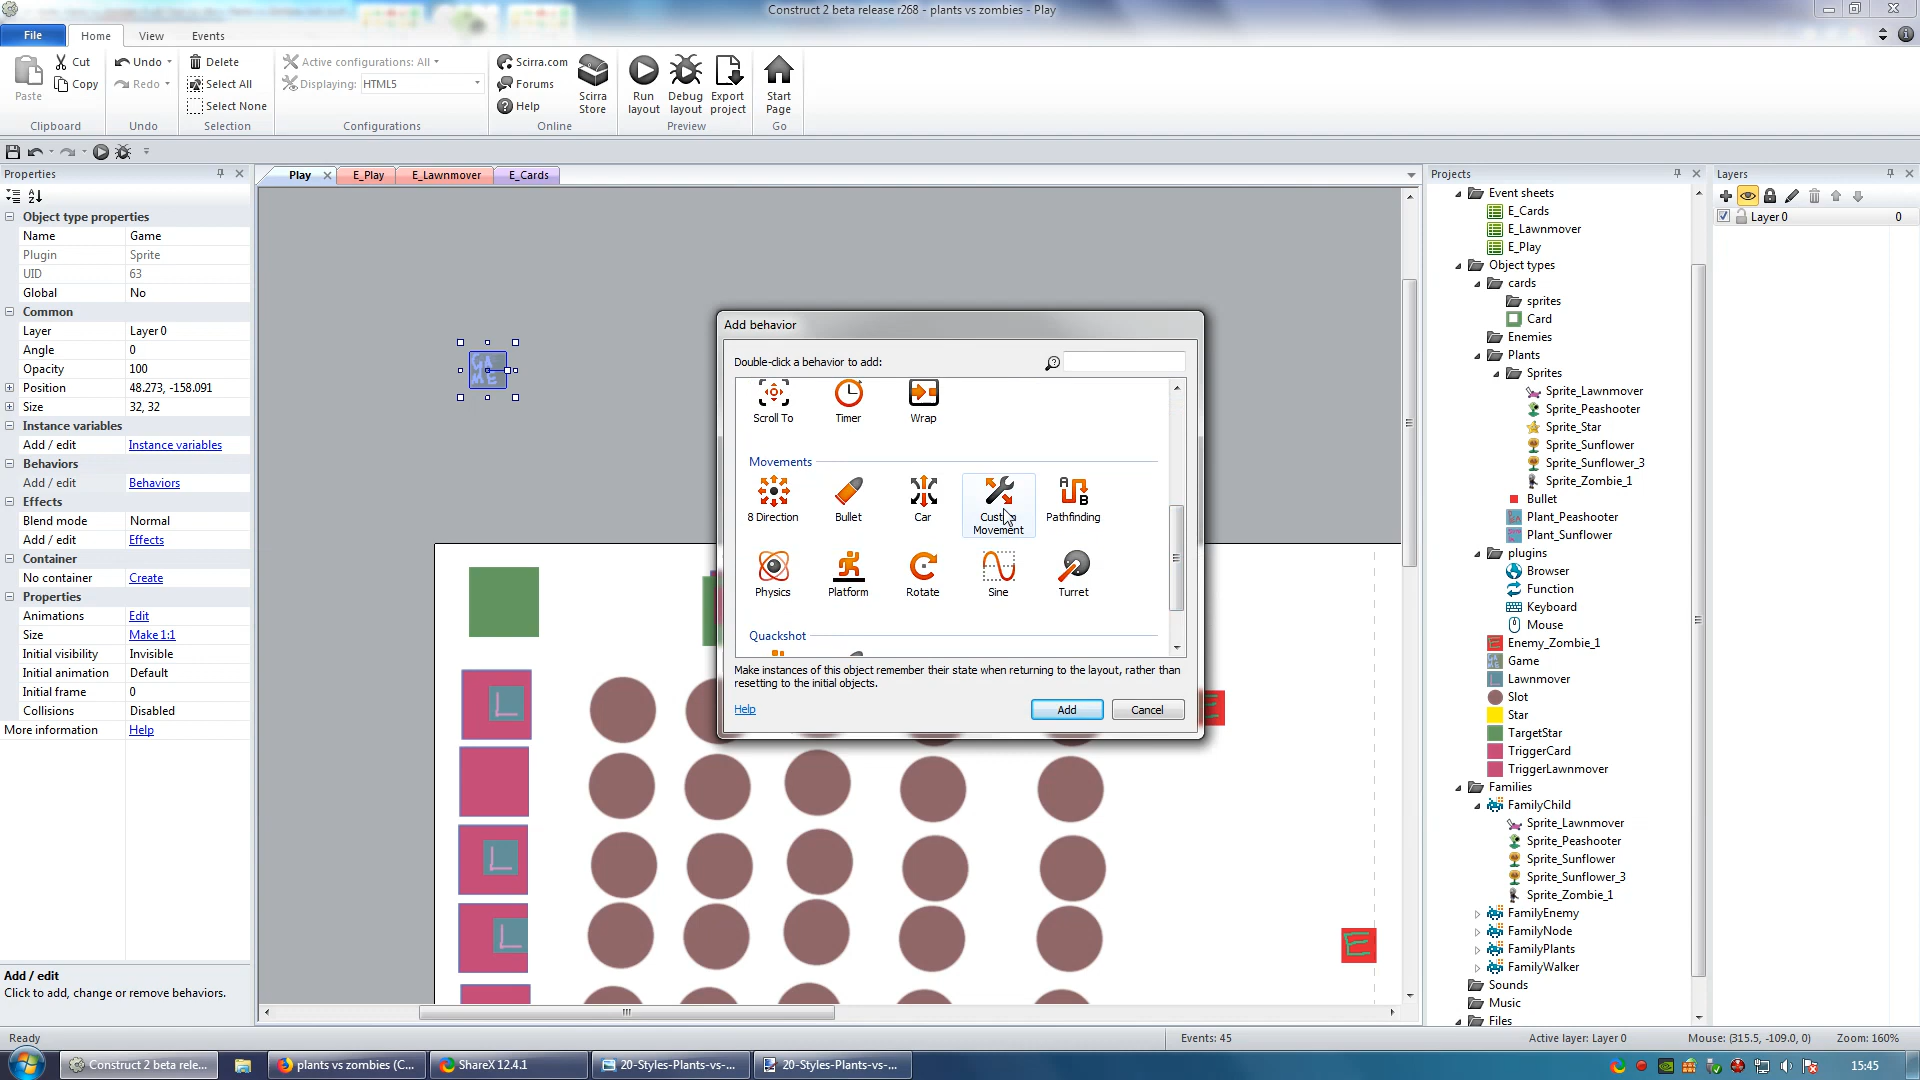 Construct 2 beta release r268 - plants vs zombies - Play
File
Home
View
Events
Paste
Cut
Copy
Clipboard
Undo
Redo
Undo
Delete
Select All
Select None
Selection
Active configurations: All
Displaying: HTML5
Configurations
Scirra.com
Forums
Help
Scirra Store
Online
Run layout
Debug layout
Export project
Preview
Start Page
Go
Properties
Object type properties
Name Game
Plugin Sprite
UID 63
Global No
Common
Layer Layer 0
Angle 0
Opacity 100
Position 48.273, -158.091
Size 32, 32
Instance variables
Add / edit Instance variables
Behaviors
Add / edit Behaviors
Effects
Blend mode Normal
Add / edit Effects
Container
No container Create
Properties
Animations Edit
Size Make 1:1
Initial visibility Invisible
Initial animation Default
Initial frame 0
Collisions Disabled
More information Help
Add / edit
Click to add, change or remove behaviors.
Play
E_Play
E_Lawnmover
E_Cards
GAME
L
L
L
E
E
Add behavior
Double-click a behavior to add:
Scroll To
Timer
Wrap
Movements
8 Direction
Bullet
Car
Custom Movement
Pathfinding
Physics
Platform
Rotate
Sine
Turret
Quackshot
Make instances of this object remember their state when returning to the layout, rather than
resetting to the initial objects.
Help
Add
Cancel
Projects
Event sheets
E_Cards
E_Lawnmover
E_Play
Object types
cards
sprites
Card
Enemies
Plants
Sprites
Sprite_Lawnmover
Sprite_Peashooter
Sprite_Star
Sprite_Sunflower
Sprite_Sunflower_3
Sprite_Zombie_1
Bullet
Plant_Peashooter
Plant_Sunflower
plugins
Browser
Function
Keyboard
Mouse
Enemy_Zombie_1
Game
Lawnmover
Slot
Star
TargetStar
TriggerCard
TriggerLawnmover
Families
FamilyChild
Sprite_Lawnmover
Sprite_Peashooter
Sprite_Sunflower
Sprite_Sunflower_3
Sprite_Zombie_1
FamilyEnemy
FamilyNode
FamilyPlants
FamilyWalker
Sounds
Music
Files
Layers
Layer 0 0
Ready
Events: 45
Active layer: Layer 0
Mouse: (315.5, -109.0, 0)
Zoom: 160%
Construct 2 beta rele...
plants vs zombies (C...
ShareX 12.4.1
20-Styles-Plants-vs-...
20-Styles-Plants-vs-...
15:45